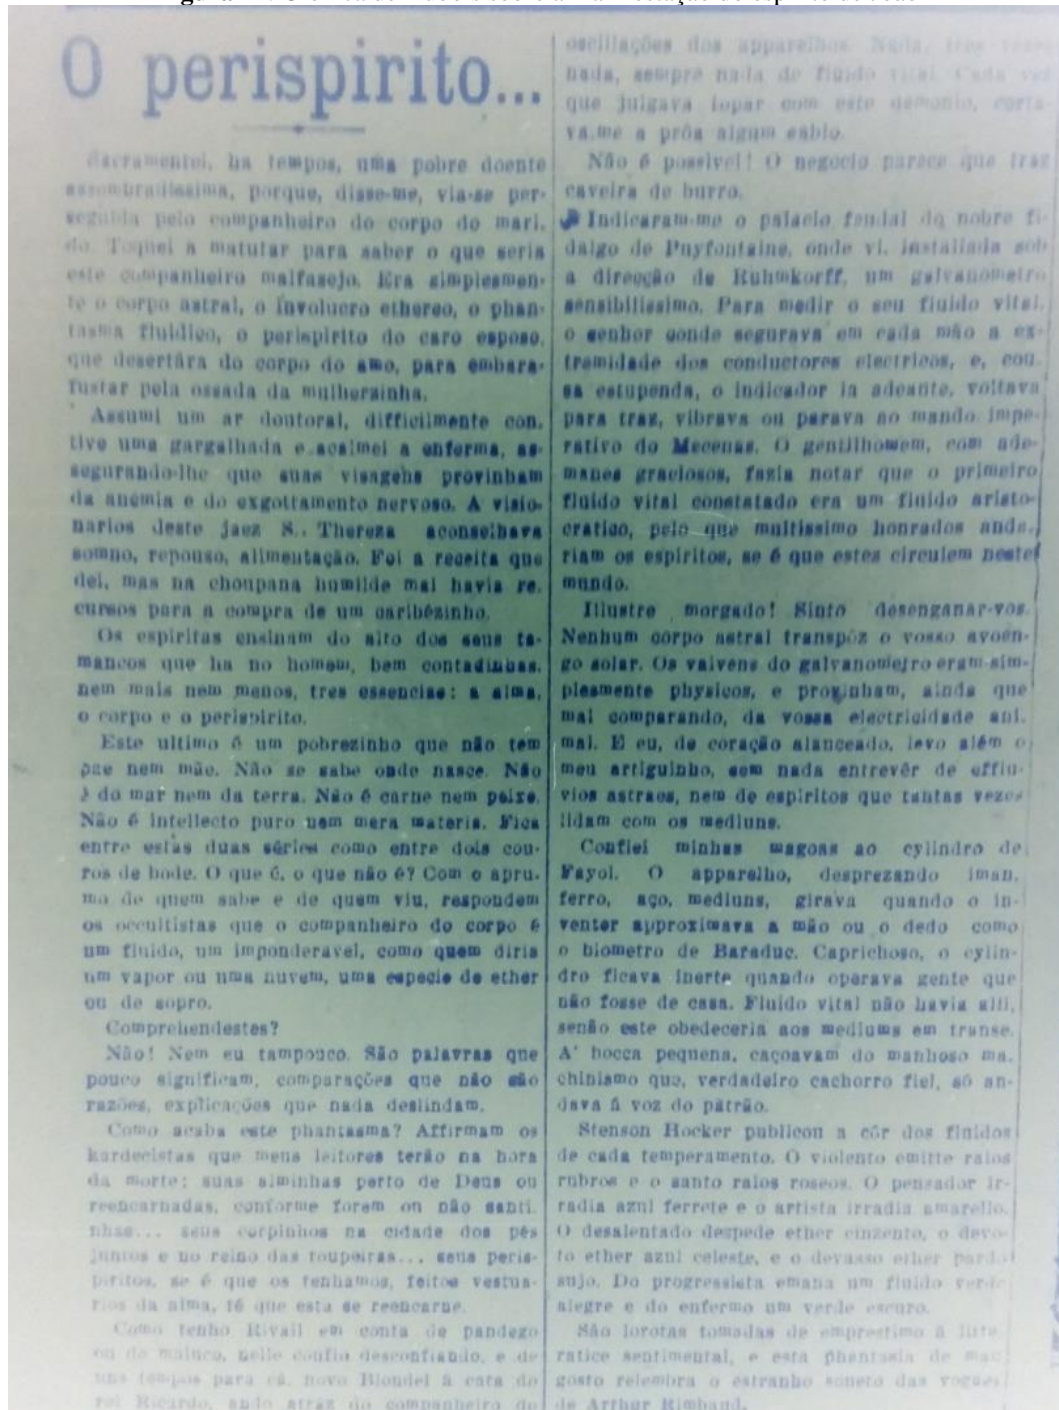 O perispirito...
Sacramentei, ha tempos, uma pobre doente
assombradissima, porque, disse-me, via-se per-
seguida pelo companheiro do corpo do mari-
do. Toquei a matutar para saber o que seria
este companheiro malfasejo. Era simplesmen-
te o corpo astral, o involucro ethereo, o phan-
tasma fluidico, o perispirito do caro esposo,
que desertára do corpo do amo, para embara-
fustar pela ossada da mulherzinha.
Assumi um ar doutoral, difficilmente con-
tive uma gargalhada e acalmei a enferma, as-
segurando-lhe que suas visagens provinham
da anemia e do exgottamento nervoso. A visio-
narios deste jaez S. Thereza aconselhava
somno, repouso, alimentação. Foi a receita que
dei, mas na choupana humilde mal havia re-
cursos para a compra de um caribézinho.
Os espiritas ensinam do alto dos seus ta-
mancos que ha no homem, bem contadinhas,
nem mais nem menos, tres essencias: a alma,
o corpo e o perispirito.
Este ultimo é um pobrezinho que não tem
pae nem mãe. Não se sabe onde nasce. Não
é do mar nem da terra. Não é carne nem peixe.
Não é intellecto puro nem mera materia. Fica
entre estas duas séries como entre dois cou-
ros de bode. O que é, o que não é? Com o apru-
mo de quem sabe e de quem viu, respondem
os occultistas que o companheiro do corpo é
um fluido, um imponderavel, como quem diria
um vapor ou uma nuvem, uma especie de ether
ou de sopro.
Comprehendestes?
Não! Nem eu tampouco. São palavras que
pouco significam, comparações que não são
razões, explicações que nada deslindam.
Como acaba este phantasma? Affirmam os
kardecistas que meus leitores terão na hora
da morte: suas alminhas perto de Deus ou
reencarnadas, conforme foram ou não santi-
nhas... seus corpinhos na cidade dos pés
juntos e no reino das toupeiras... seus peris-
piritos, se é que os tenhamos, feitos vestua-
rios da alma, té que esta se reencarne.
Como tenho Rivail em conta de pandego
ou de maluco, nelle confio desconfiando, e de
uns tempos para cá, novo Blondel á cata do
rei Ricardo, ando atraz do companheiro do
oscillações dos apparelhos. Nada, tres vezes
nada, sempre nada de fluido vital. Cada vez
que julgava topar com este demonio, corta-
va-me a prôa algum sabio.
Não é possivel! O negocio parece que traz
caveira de burro.
Indicaram-me o palacio feudal do nobre fi-
dalgo de Puyfontaine, onde vi, installada sob
a direcção de Ruhmkorff, um galvanometro
sensibilissimo. Para medir o seu fluido vital,
o senhor conde segurava em cada mão a ex-
tremidade dos conductores electricos, e, cou-
sa estupenda, o indicador ia adeante, voltava
para traz, vibrava ou parava ao mando impe-
rativo do Mecenas. O gentilhomem, com ade-
manes graciosos, fazia notar que o primeiro
fluido vital constatado era um fluido aristo-
cratico, pelo que muitissimo honrados anda-
riam os espiritos, se é que estes circulem neste
mundo.
Illustre morgado! Sinto desenganar-vos.
Nenhum corpo astral transpoz o vosso avoen-
go solar. Os vaivens do galvanometro eram sim-
plesmente physicos, e provinham, ainda que
mal comparando, da vossa electricidade ani-
mal. E eu, de coração alanceado, levo além o
meu artiguinho, sem nada entrevêr de efflu-
vios astraes, nem de espiritos que tantas vezes
lidam com os mediuns.
Confiei minhas magoas ao cylindro de
Fayol. O apparelho, desprezando iman,
ferro, aço, mediuns, girava quando o in-
ventor approximava a mão ou o dedo como
o biometro de Baraduc. Caprichoso, o cylin-
dro ficava inerte quando operava gente que
não fosse de casa. Fluido vital não havia alli,
senão este obedeceria aos mediums em transe.
A' bocca pequena, caçoavam do manhoso ma-
chinismo que, verdadeiro cachorro fiel, só an-
dava á voz do patrão.
Stenson Hocker publicou a côr dos fluidos
de cada temperamento. O violento emitte raios
rubros e o santo raios roseos. O pensador ir-
radia azul ferrete e o artista irradia amarello.
O desalentado despede ether cinzento, o devo-
to ether azul celeste, e o devasso ether pardo
sujo. Do progressista emana um fluido verde
alegre e do enfermo um verde escuro.
São lorotas tomadas de emprestimo á litte-
ratice sentimental, e esta phantasia de mau
gosto relembra o estranho soneto das vogaes
de Arthur Rimbaud.